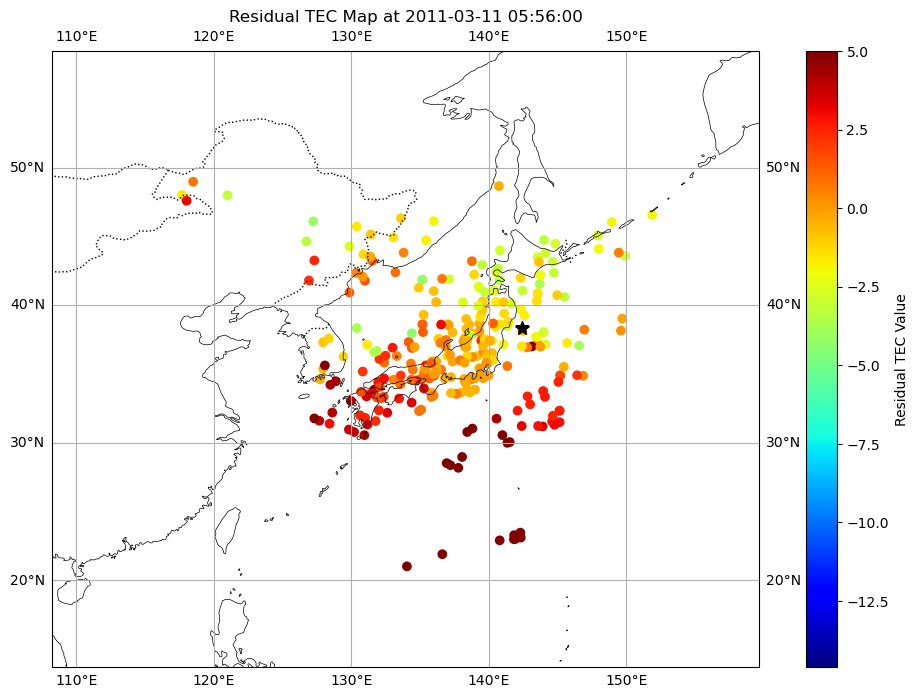 Residual TEC Map at 2011-03-11 05:56:00
110°E 120°E 130°E 140°E 150°E
50°N 50°N
40°N 40°N
30°N 30°N
20°N 20°N
110°E 120°E 130°E 140°E 150°E
5.0
2.5
0.0
−2.5
−5.0
−7.5
−10.0
−12.5
Residual TEC Value